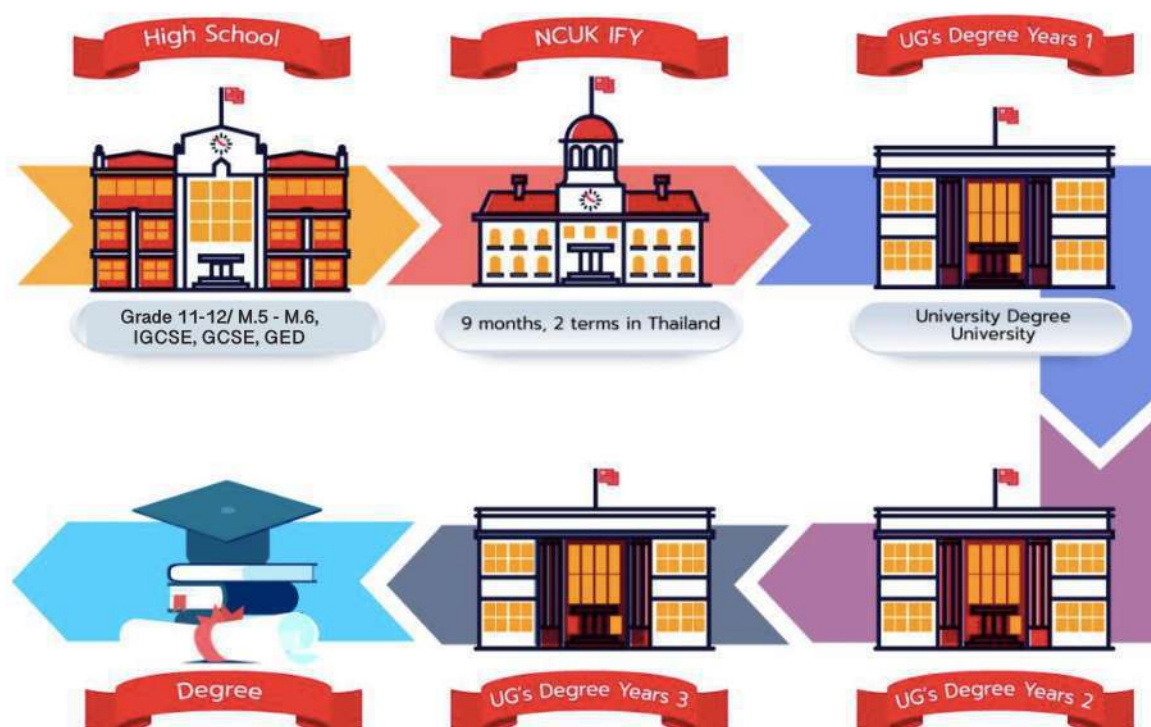 High School
NCUK IFY
UG's Degree Years 1
Grade 11-12/ M.5 - M.6,
IGCSE, GCSE, GED
9 months, 2 terms in Thailand
University Degree
University
UG's Degree Years 2
UG's Degree Years 3
Degree